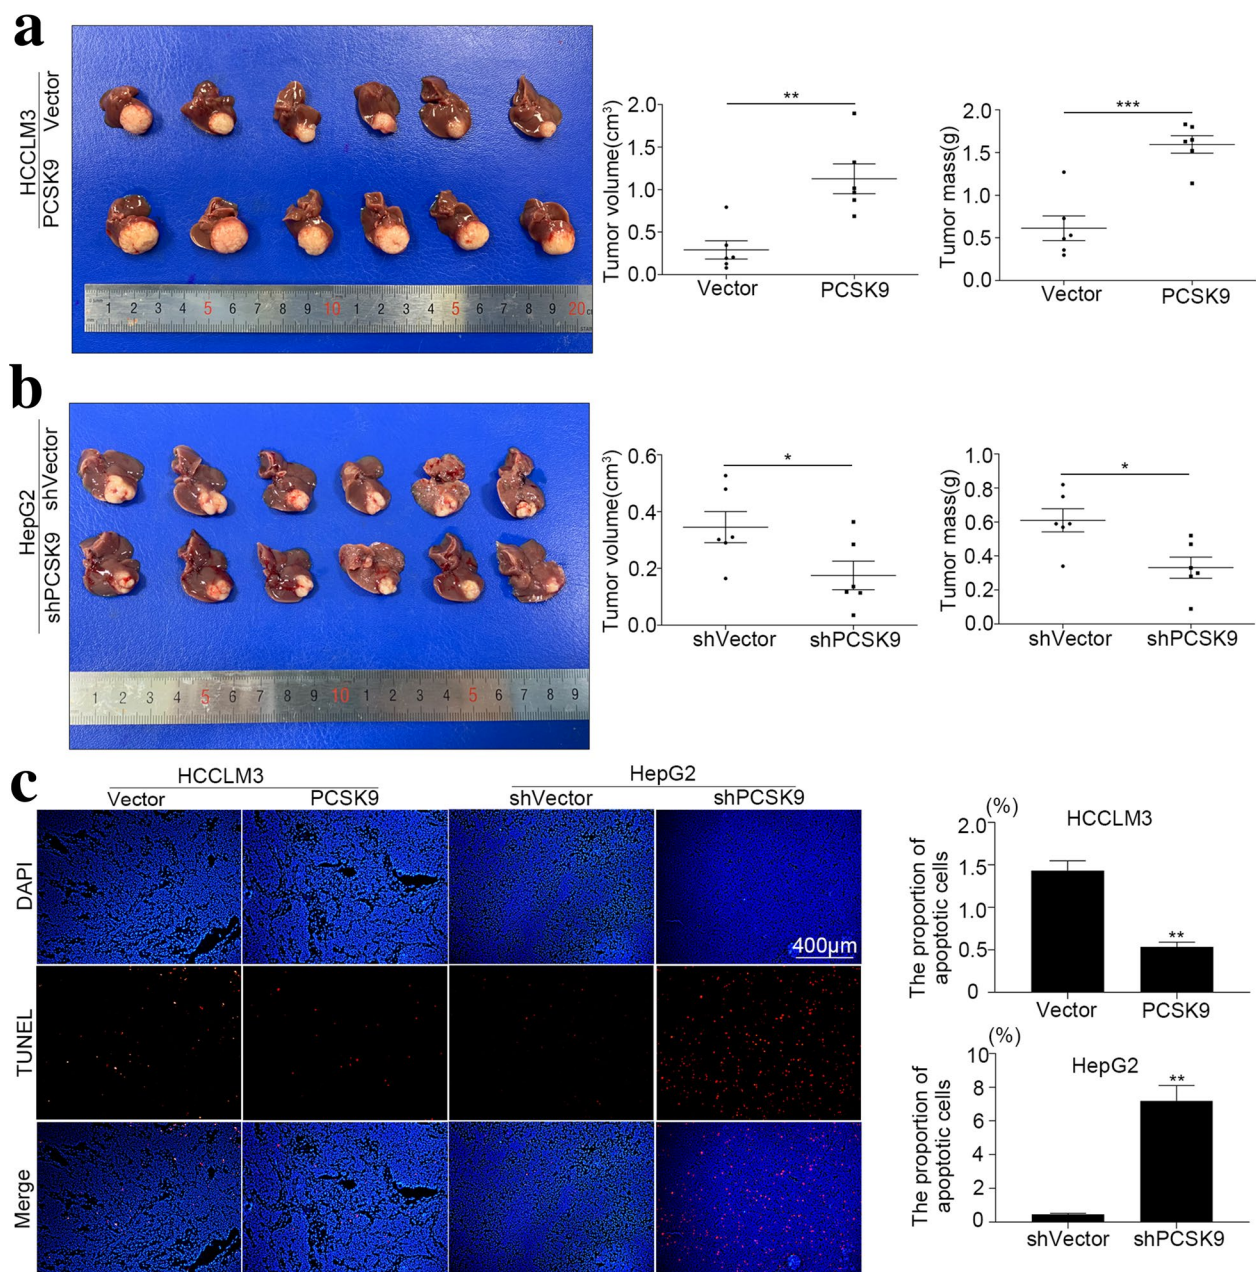 a
HCCLM3
PCSK9 Vector
1 2 3 4 5 6 7 8 9 10 1 2 3 4 5 6 7 8 9 20
Tumor volume(cm³)
2.0
1.5
1.0
0.5
0.0
**
Vector PCSK9
Tumor mass(g)
2.0
1.5
1.0
0.5
0.0
***
Vector PCSK9
b
HepG2
shPCSK9 shVector
1 2 3 4 5 6 7 8 9 10 1 2 3 4 5 6 7 8 9
Tumor volume(cm³)
0.6
0.4
0.2
0.0
*
shVector shPCSK9
Tumor mass(g)
1.0
0.8
0.6
0.4
0.2
0.0
*
shVector shPCSK9
c
HCCLM3 HepG2
Vector PCSK9 shVector shPCSK9
DAPI
400μm
TUNEL
Merge
(%)
HCCLM3
The proportion of
apoptotic cells
2.0
1.5
1.0
0.5
0
**
Vector PCSK9
(%)
HepG2
The proportion of
apoptotic cells
10
8
6
4
2
0
**
shVector shPCSK9